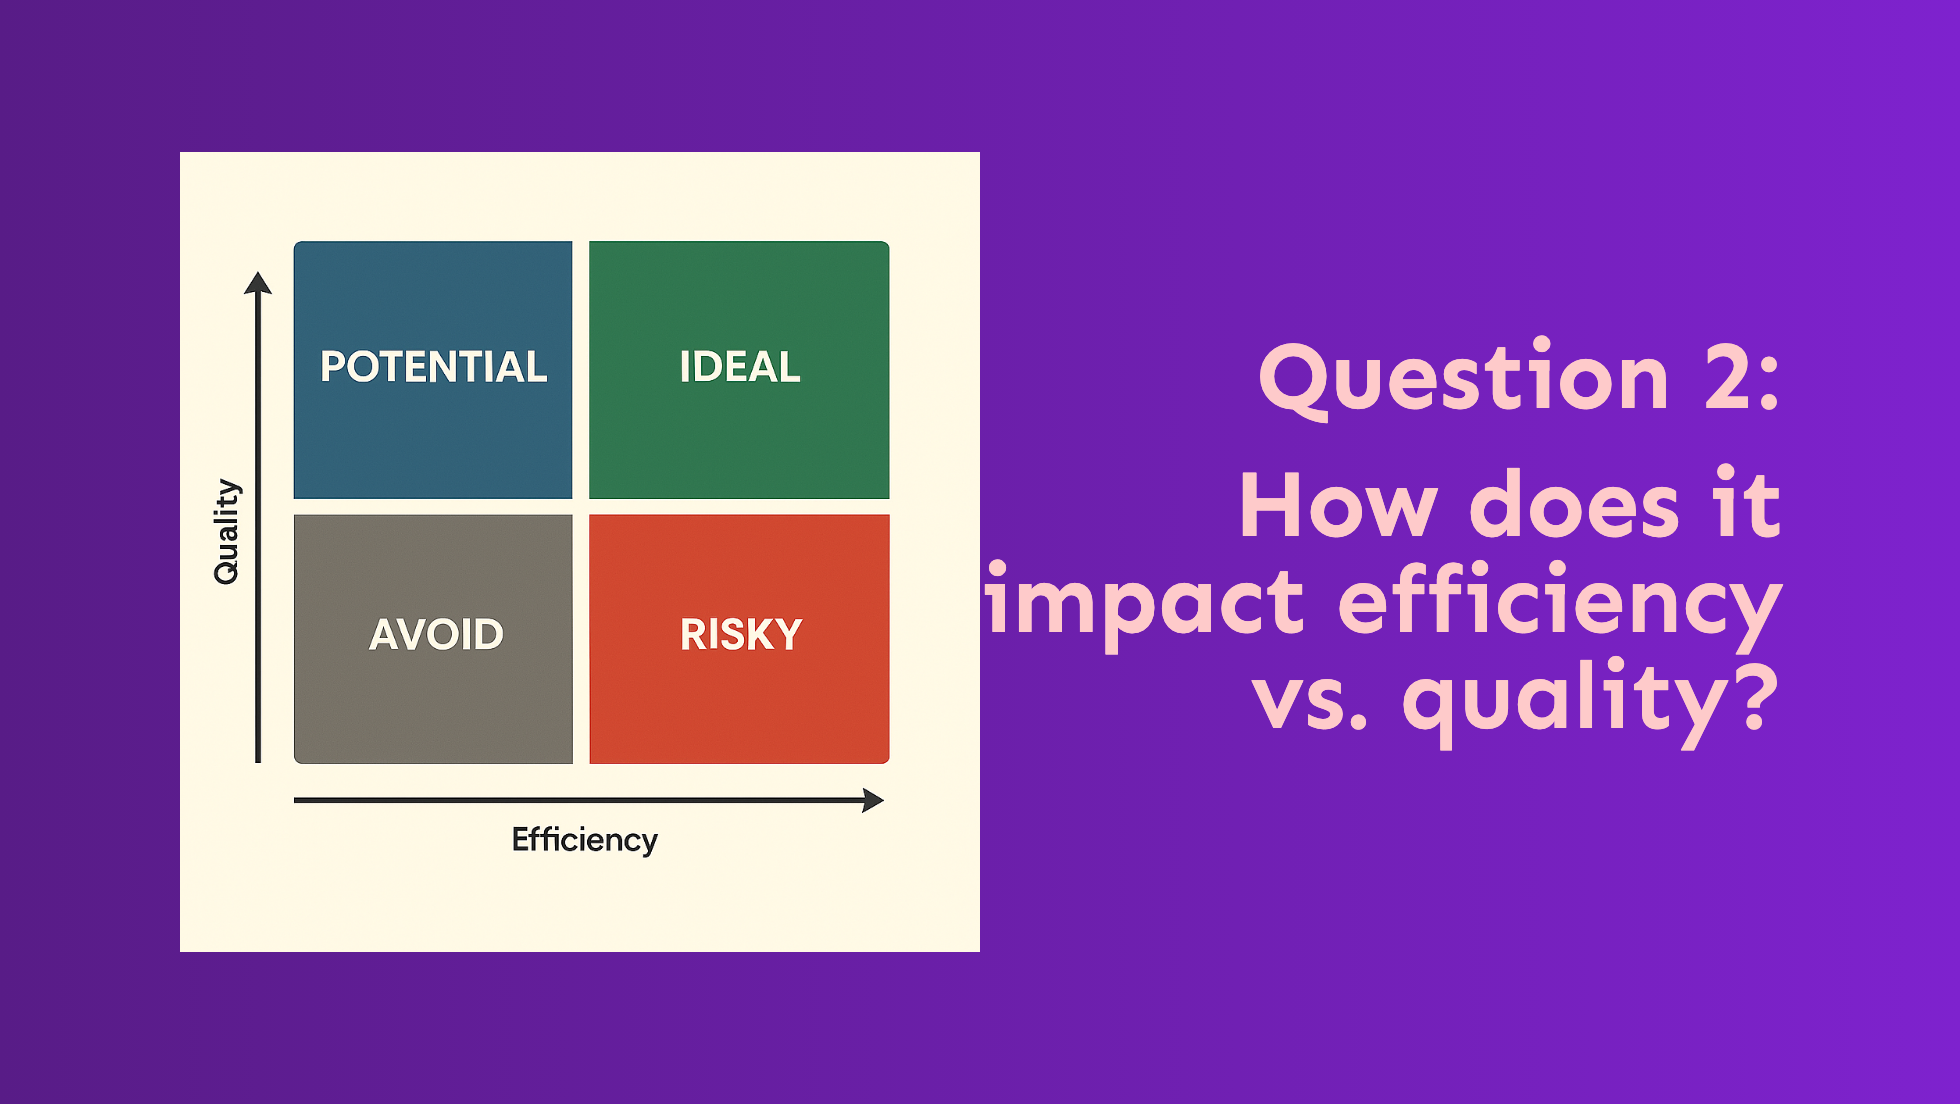 POTENTIAL
IDEAL
AVOID
RISKY
Quality
Efficiency
Question 2:
How does it
impact efficiency
vs. quality?